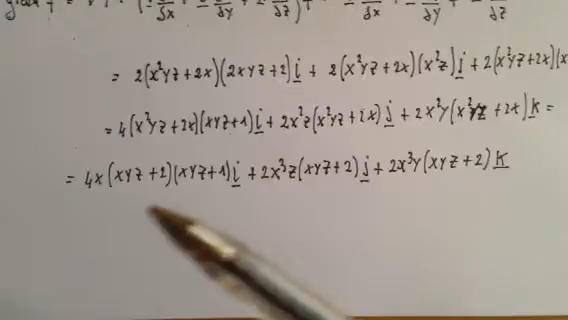 = 2(x²yz+2x)(2xyz+2)i + 2(x²yz+2x)(x²z)j + 2(x²yz+2x)(x
= 4(x²yz+2x)(xyz+1)i + 2x²z(x²yz+2x)j + 2x²y(x²yz+2x)k =
= 4x(xyz+2)(xyz+1)i + 2x³z(xyz+2)j + 2x³y(xyz+2)k